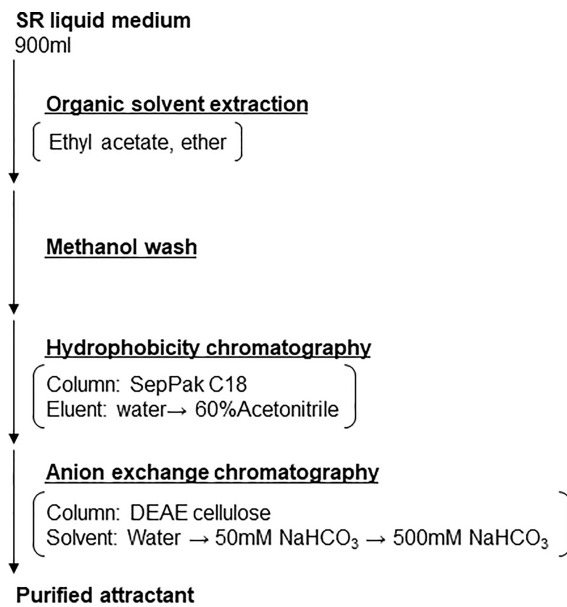 SR liquid medium
900ml
Organic solvent extraction
Ethyl acetate, ether
Methanol wash
Hydrophobicity chromatography
Column: SepPak C18
Eluent: water→ 60%Acetonitrile
Anion exchange chromatography
Column: DEAE cellulose
Solvent: Water → 50mM NaHCO₃ → 500mM NaHCO₃
Purified attractant